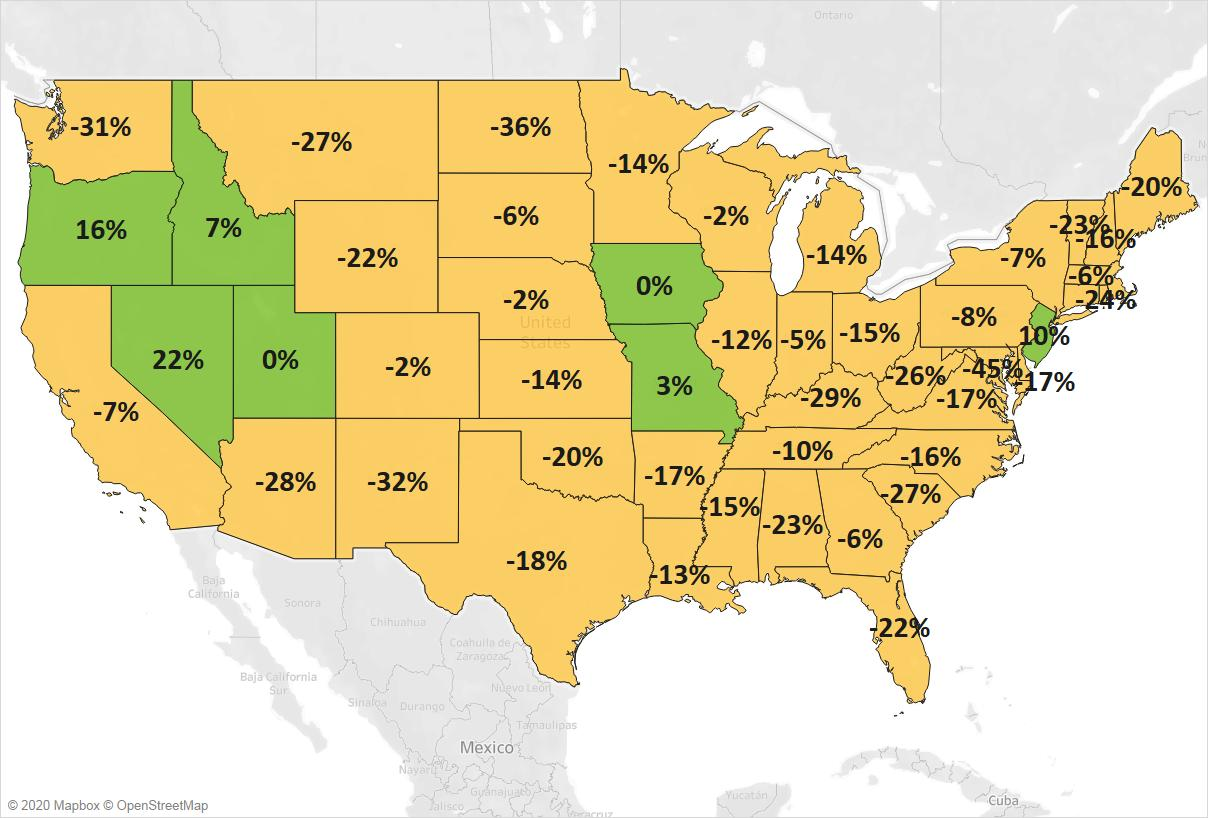 Ontario
-31%
-27%
-36%
-14%
-20%
16%
7%
-22%
-6%
-2%
-14%
-7%
-23%
-16%
-6%
-24%
0%
-2%
United
States
22%
0%
-2%
-14%
3%
-12%
-5%
-15%
-8%
10%
-7%
-29%
-26%
-45%
-17%
-17%
-28%
-32%
-20%
-17%
-10%
-16%
-27%
-18%
-13%
-15%
-23%
-6%
-22%
Baja
California
Sonora
Chihuahua
Coahuila de
Zaragoza
Baja California
Sur
Sinaloa
Durango
Nuevo León
Tamaulipas
Mexico
Nayarit
Guanajuato
Jalisco
Veracruz
Yucatán
Cuba
© 2020 Mapbox © OpenStreetMap